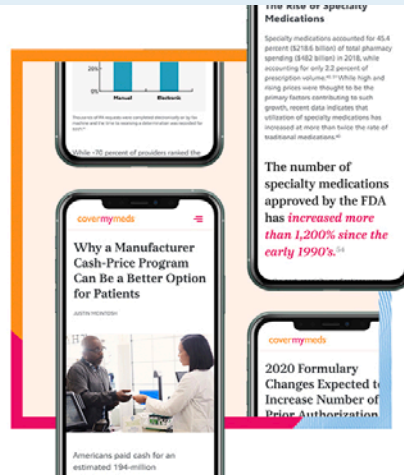 20%
0%
Manual
Electronic
While ~70 percent of providers ranked the
covermymeds
Why a Manufacturer
Cash-Price Program
Can Be a Better Option
for Patients
JUSTIN MCINTOSH
Americans paid cash for an
estimated 194-million
The Rise of Specialty
Medications
Specialty medications accounted for 45.4
percent ($218.6 billion) of total pharmacy
spending ($482 billion) in 2018, while
accounting for only 2.2 percent of
prescription volume. While high and
rising prices were thought to be the
primary factors contributing to such
growth, recent data indicates that
utilization of specialty medications has
increased at more than twice the rate of
traditional medications.
The number of
specialty medications
approved by the FDA
has increased more
than 1,200% since the
early 1990's.
covermymeds
2020 Formulary
Changes Expected to
Increase Number of
Prior Authorization